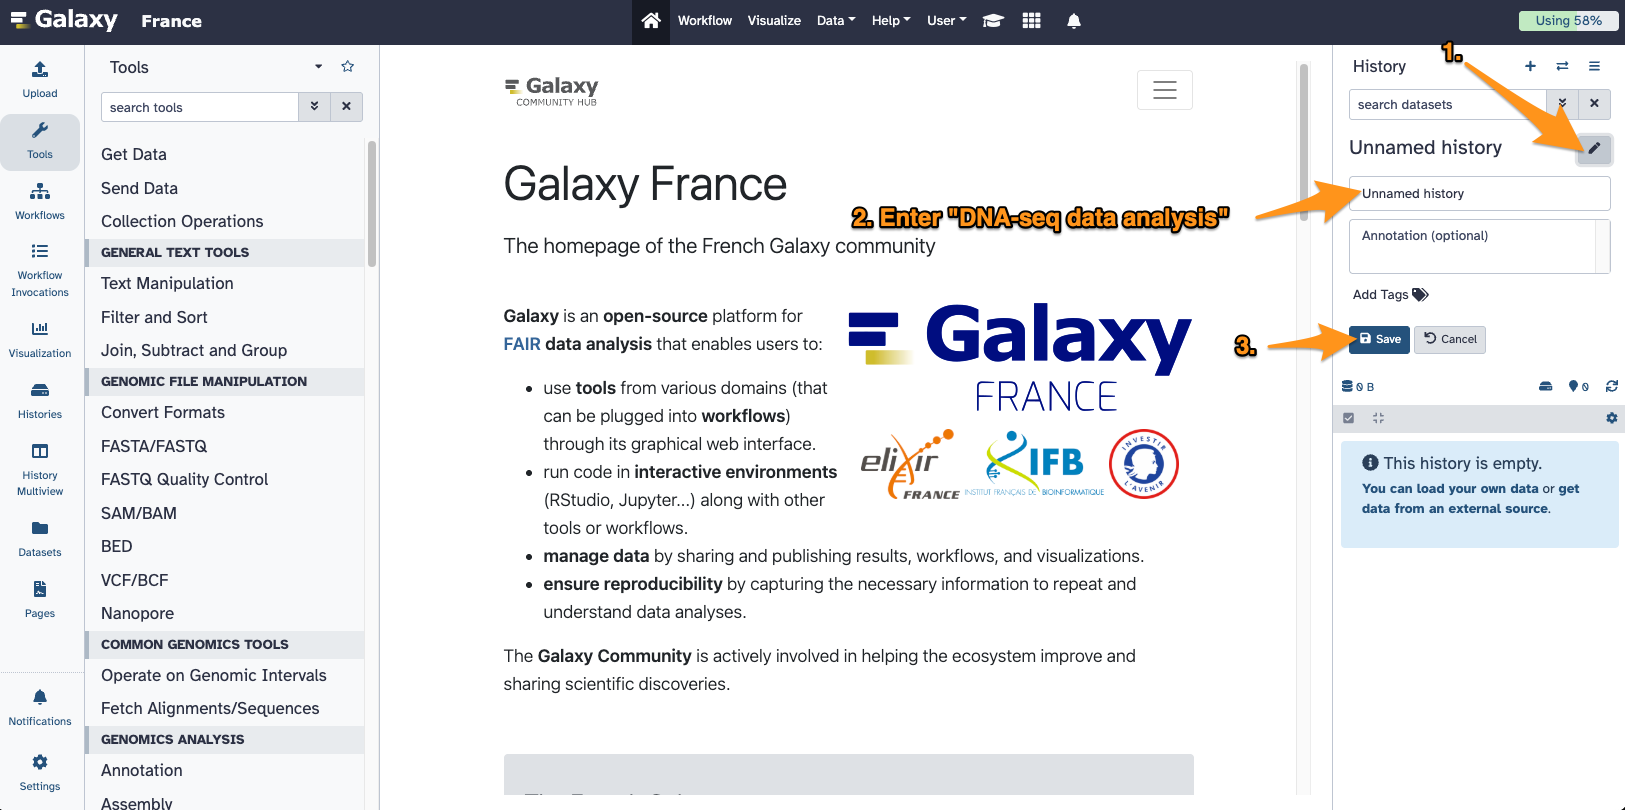 Galaxy France
Workflow Visualize Data Help User
Using 58%
Upload
Tools
Workflows
Workflow
Invocations
Visualization
Histories
History
Multiview
Datasets
Pages
Notifications
Settings
Tools
search tools
Get Data
Send Data
Collection Operations
GENERAL TEXT TOOLS
Text Manipulation
Filter and Sort
Join, Subtract and Group
GENOMIC FILE MANIPULATION
Convert Formats
FASTA/FASTQ
FASTQ Quality Control
SAM/BAM
BED
VCF/BCF
Nanopore
COMMON GENOMICS TOOLS
Operate on Genomic Intervals
Fetch Alignments/Sequences
GENOMICS ANALYSIS
Annotation
Assembly
Galaxy
COMMUNITY HUB
Galaxy France
2. Enter "DNA-seq data analysis"
The homepage of the French Galaxy community
Galaxy is an open-source platform for
FAIR data analysis that enables users to:
• use tools from various domains (that
can be plugged into workflows)
through its graphical web interface.
• run code in interactive environments
(RStudio, Jupyter...) along with other
tools or workflows.
• manage data by sharing and publishing results, workflows, and visualizations.
• ensure reproducibility by capturing the necessary information to repeat and
understand data analyses.
Galaxy
FRANCE
elixir
FRANCE
IFB
INSTITUT FRANÇAIS DE BIOINFORMATIQUE
INVESTIR
L'AVENIR
The Galaxy Community is actively involved in helping the ecosystem improve and
sharing scientific discoveries.
1.
History
search datasets
Unnamed history
Unnamed history
Annotation (optional)
Add Tags
3.
Save Cancel
0 B
0
This history is empty.
You can load your own data or get
data from an external source.